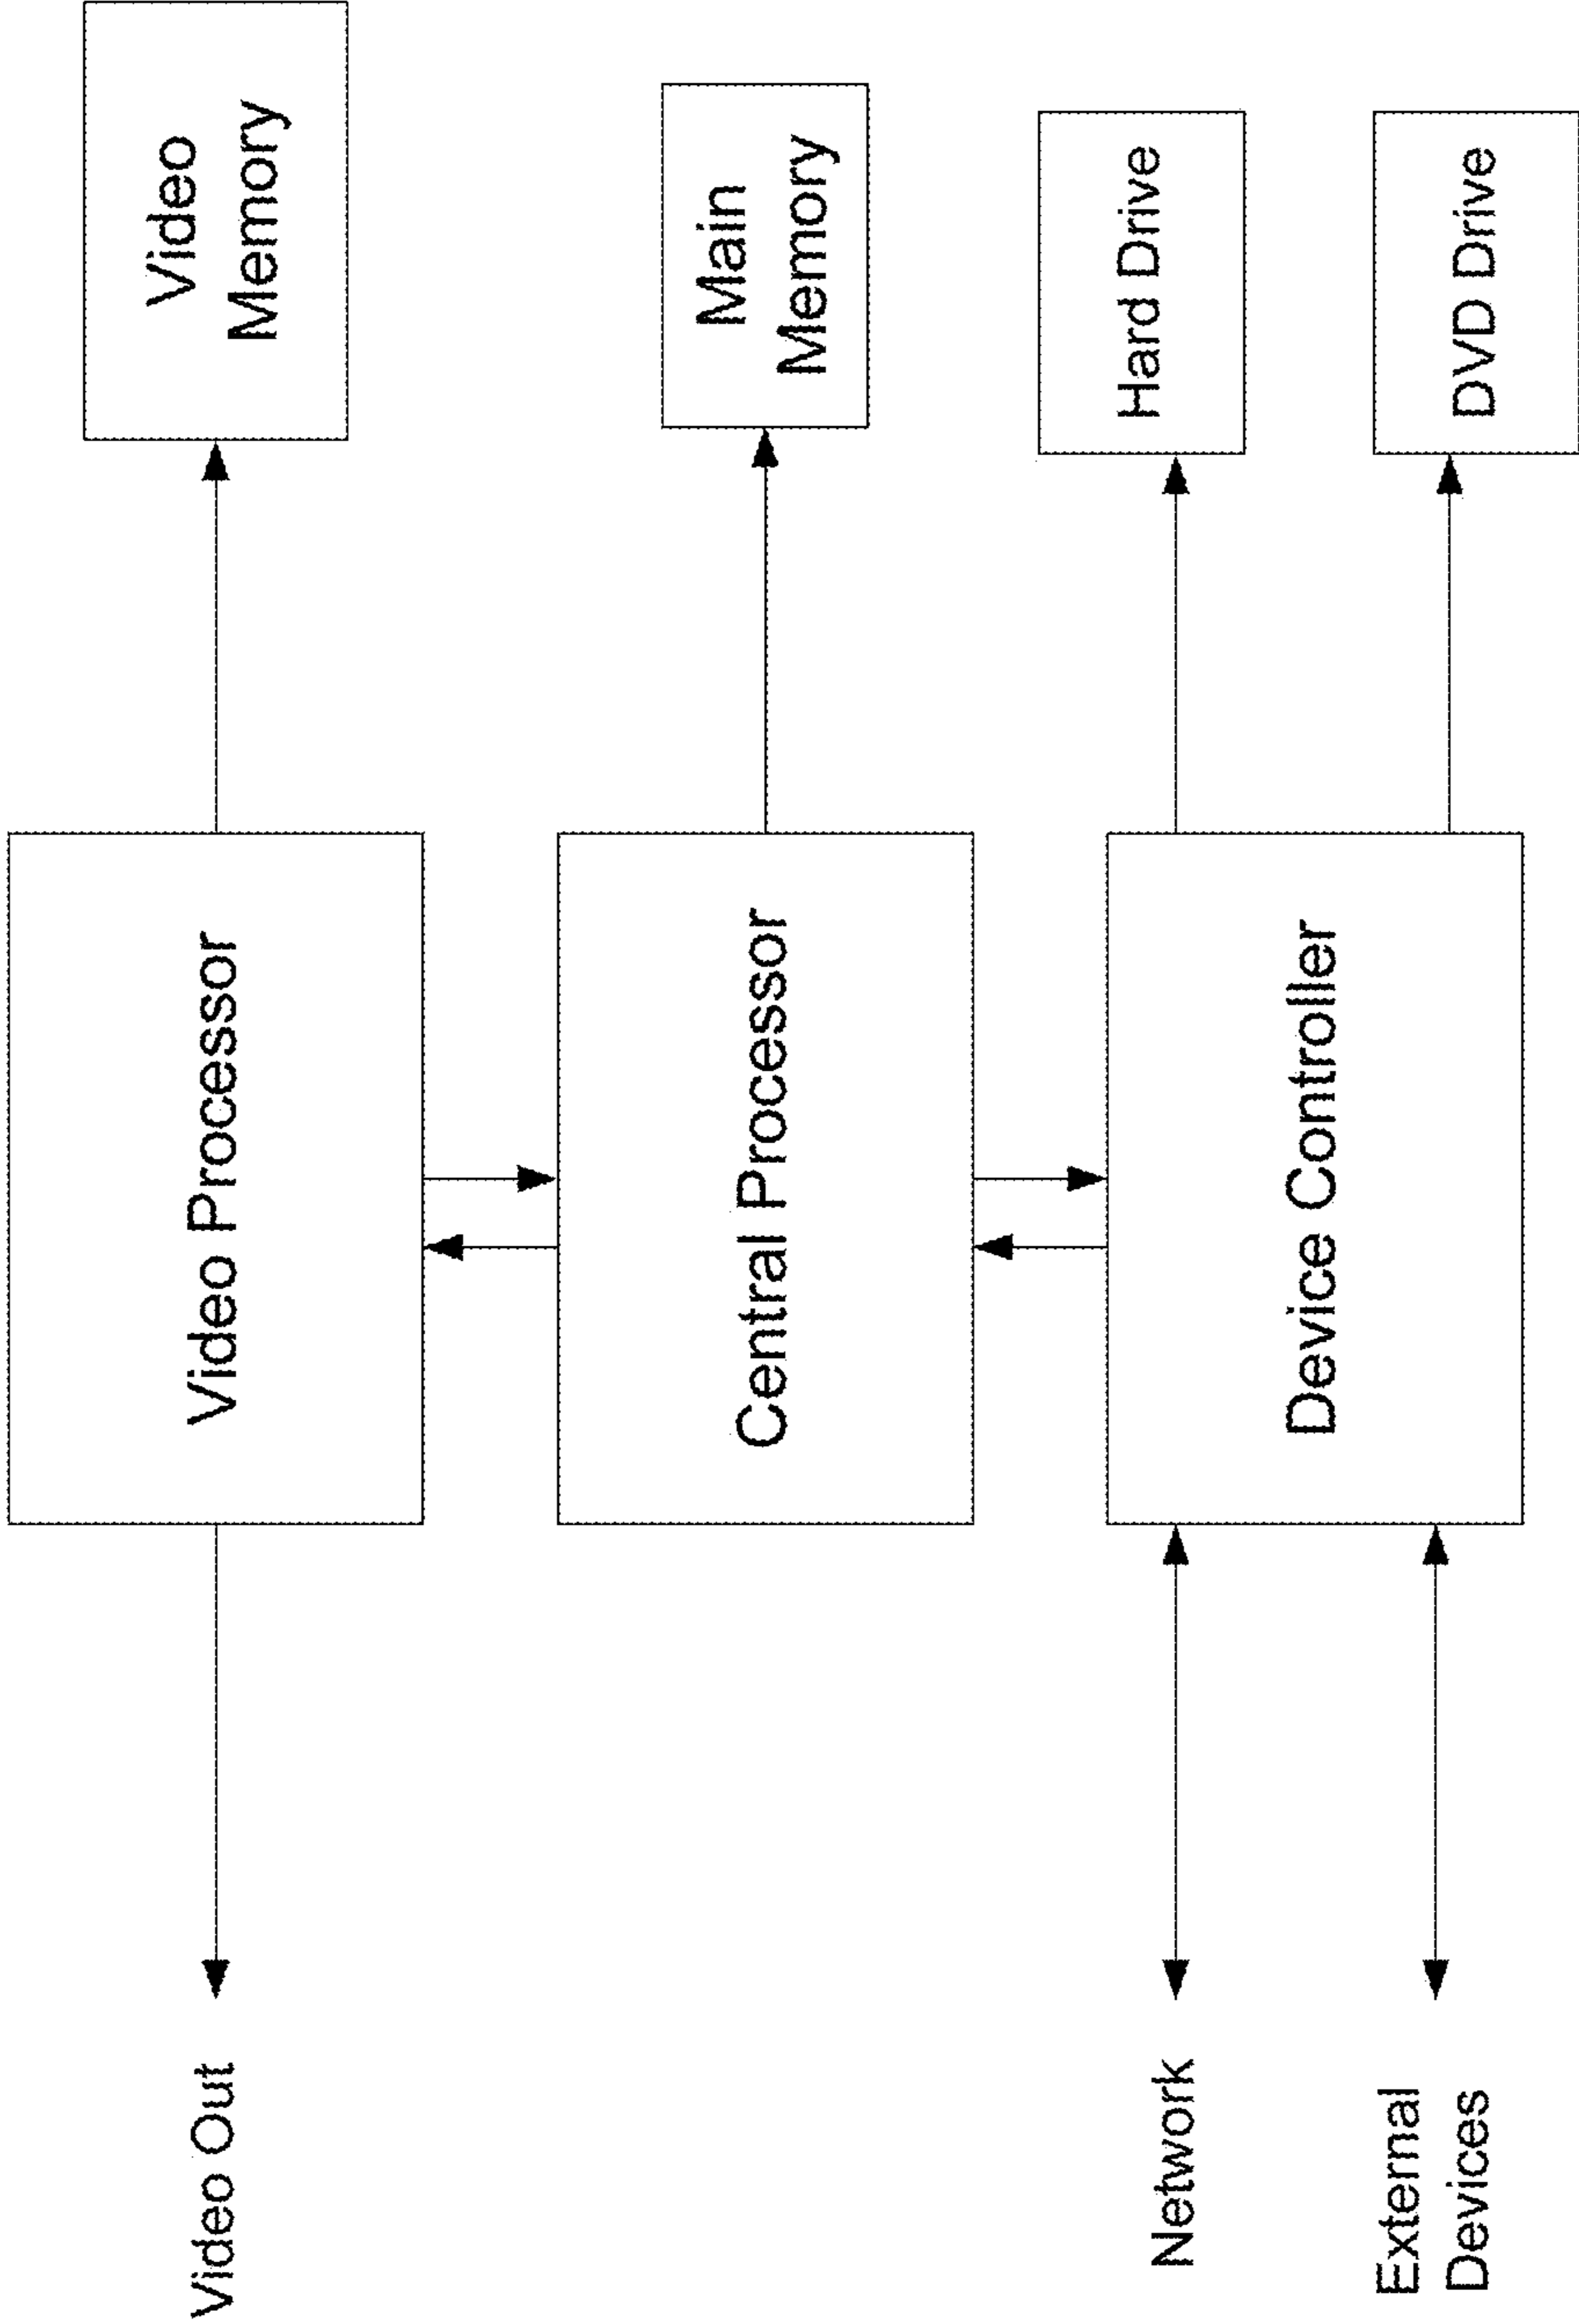 Video Out
Video Processor
Video
Memory
Central Processor
Main
Memory
Network
External
Devices
Device Controller
Hard Drive
DVD Drive